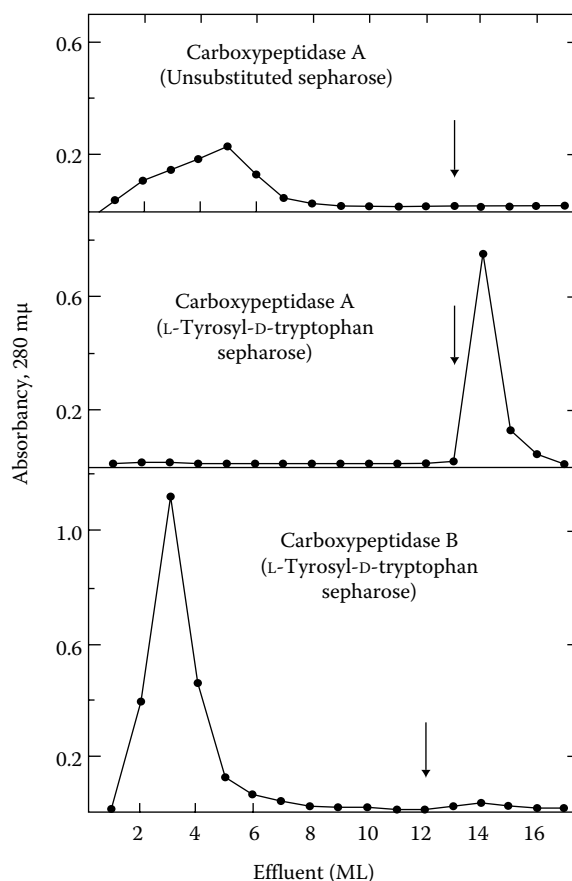 0.6
Carboxypeptidase A
(Unsubstituted sepharose)
0.2
0.6
Carboxypeptidase A
(L-Tyrosyl-D-tryptophan
sepharose)
0.2
Absorbancy, 280 mμ
1.0
Carboxypeptidase B
(L-Tyrosyl-D-tryptophan
sepharose)
0.6
0.2
2 4 6 8 10 12 14 16
Effluent (ML)